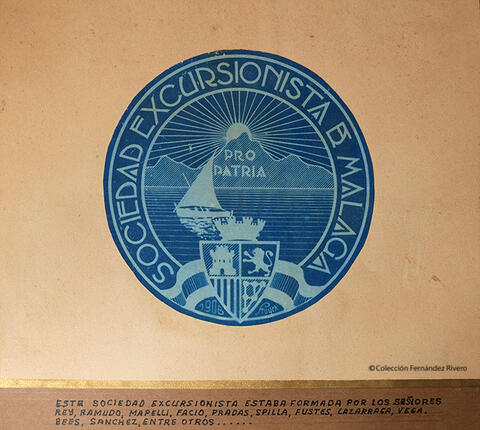 SOCIEDAD EXCURSIONISTA DE MALAGA
PRO
PATRIA
1906
©Colección Fernández Rivero
ESTA SOCIEDAD EXCURSIONISTA ESTABA FORMADA POR LOS SEÑORES
REY, RAMUDO, MAPELLI, FACIO, PRADAS, SPILLA, FUSTES, LAZARRAGA, VEGA.
BEES, SANCHEZ, ENTRE OTROS......